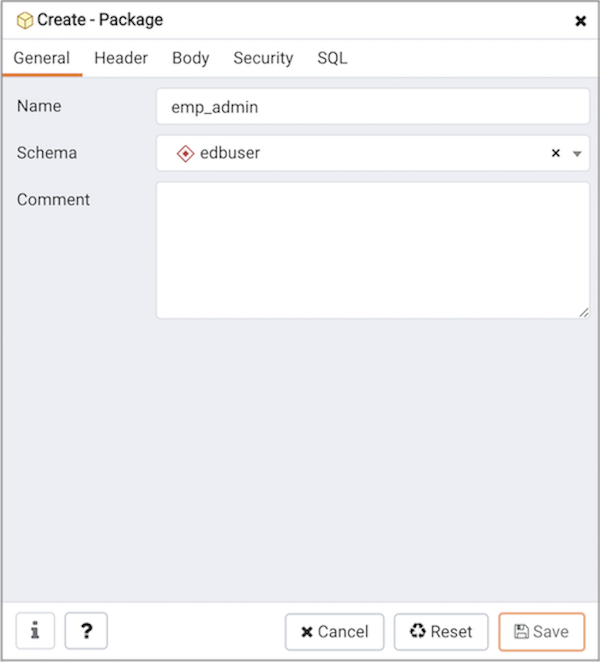 Create - Package
General Header Body Security SQL
Name emp_admin
Schema edbuser
Comment
i ? Cancel Reset Save